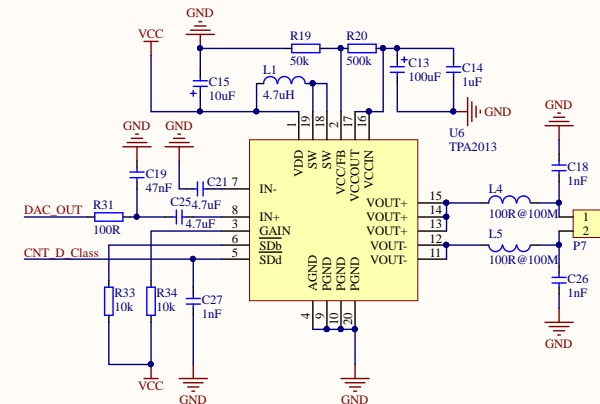 GND
VCC
R19
50k
R20
500k
C13
100uF
C14
1uF
C15
10uF
L1
4.7uH
GND
U6
TPA2013
GND
GND
GND
1
19
18
2
17
16
VDD
SW
SW
VCC/FB
VCCOUT
VCCIN
C19
47nF
C21
4.7uF
7
IN-
C18
1nF
DAC_OUT
R31
100R
C25
4.7uF
8
IN+
3
GAIN
6
SDb
5
SDd
CNT_D_Class
VOUT+
15
VOUT+
14
VOUT+
13
VOUT-
12
VOUT-
11
L4
100R@100M
L5
100R@100M
1
2
P7
AGND
PGND
PGND
PGND
4
9
10
20
R33
10k
R34
10k
C27
1nF
C26
1nF
VCC
GND
GND
GND